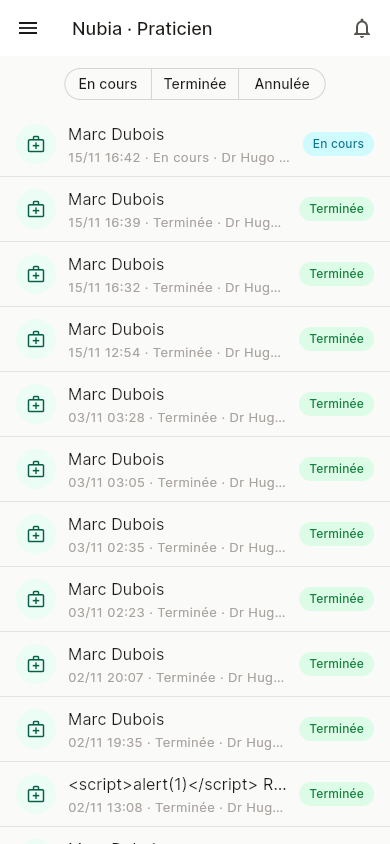 Nubia · Praticien
En cours
Terminée
Annulée
Marc Dubois
15/11 16:42 · En cours · Dr Hugo ...
En cours
Marc Dubois
15/11 16:39 · Terminée · Dr Hug...
Terminée
Marc Dubois
15/11 16:32 · Terminée · Dr Hug...
Terminée
Marc Dubois
15/11 12:54 · Terminée · Dr Hug...
Terminée
Marc Dubois
03/11 03:28 · Terminée · Dr Hug...
Terminée
Marc Dubois
03/11 03:05 · Terminée · Dr Hug...
Terminée
Marc Dubois
03/11 02:35 · Terminée · Dr Hug...
Terminée
Marc Dubois
03/11 02:23 · Terminée · Dr Hug...
Terminée
Marc Dubois
02/11 20:07 · Terminée · Dr Hug...
Terminée
Marc Dubois
02/11 19:35 · Terminée · Dr Hug...
Terminée
<script>alert(1)</script> R...
02/11 13:08 · Terminée · Dr Hug...
Terminée